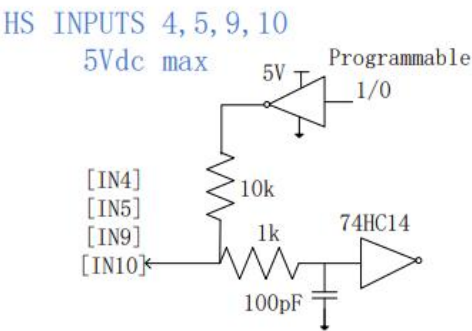 HS INPUTS 4,5,9,10
5Vdc max
Programmable
5V
1/0
10k
[IN4]
[IN5]
[IN9]
[IN10]
1k
74HC14
100pF